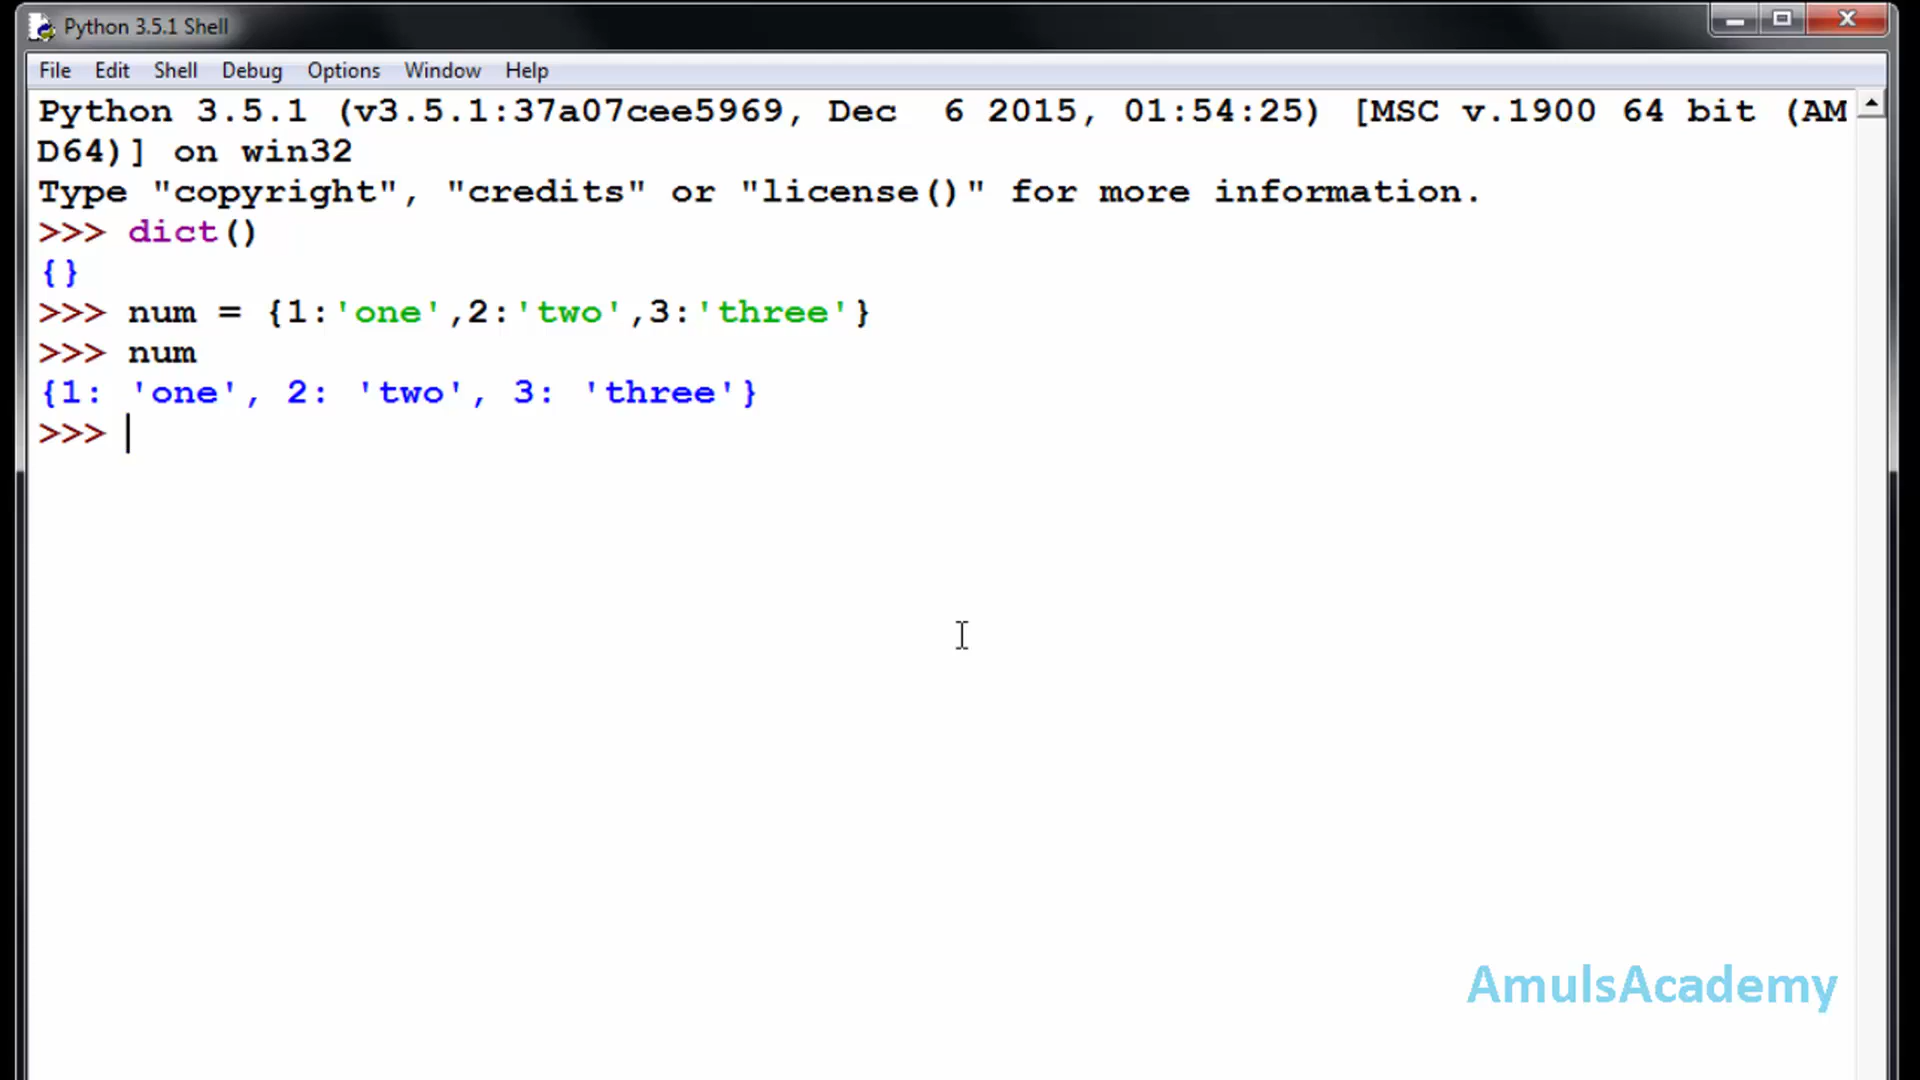 Python 3.5.1 Shell
File Edit Shell Debug Options Window Help
Python 3.5.1 (v3.5.1:37a07cee5969, Dec  6 2015, 01:54:25) [MSC v.1900 64 bit (AM
D64)] on win32
Type "copyright", "credits" or "license()" for more information.
>>> dict()
{}
>>> num = {1:'one',2:'two',3:'three'}
>>> num
{1: 'one', 2: 'two', 3: 'three'}
>>>
AmulsAcademy